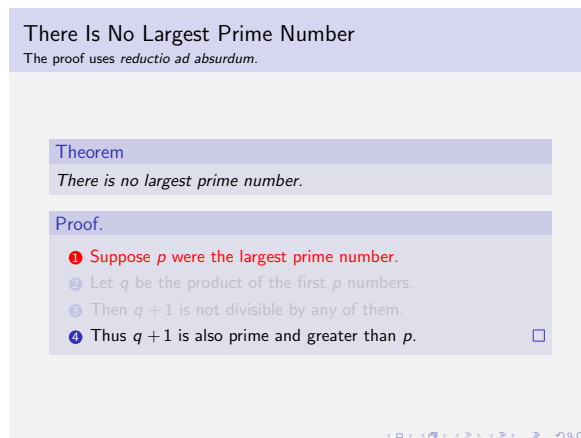 There Is No Largest Prime Number
The proof uses reductio ad absurdum.
Theorem
There is no largest prime number.
Proof.
1 Suppose p were the largest prime number.
2 Let q be the product of the first p numbers.
3 Then q + 1 is not divisible by any of them.
4 Thus q + 1 is also prime and greater than p.